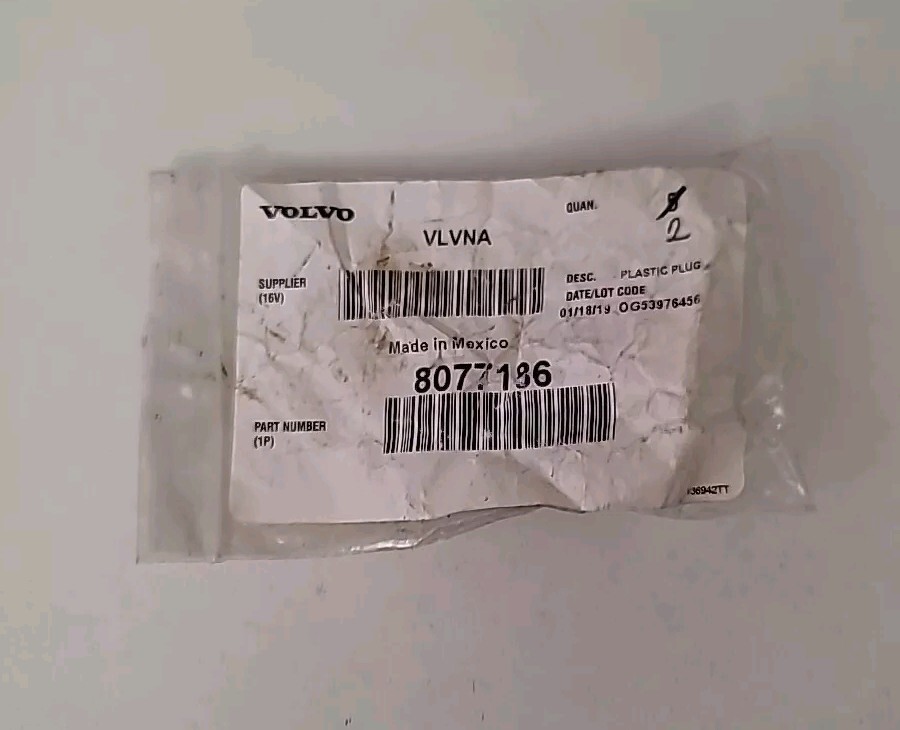 VOLVO
QUAN.
2
VLVNA
SUPPLIER
(16V)
DESC. PLASTIC PLUG
DATE/LOT CODE
01/18/19 OG53976456
Made in Mexico
8077186
PART NUMBER
(1P)
36942TT